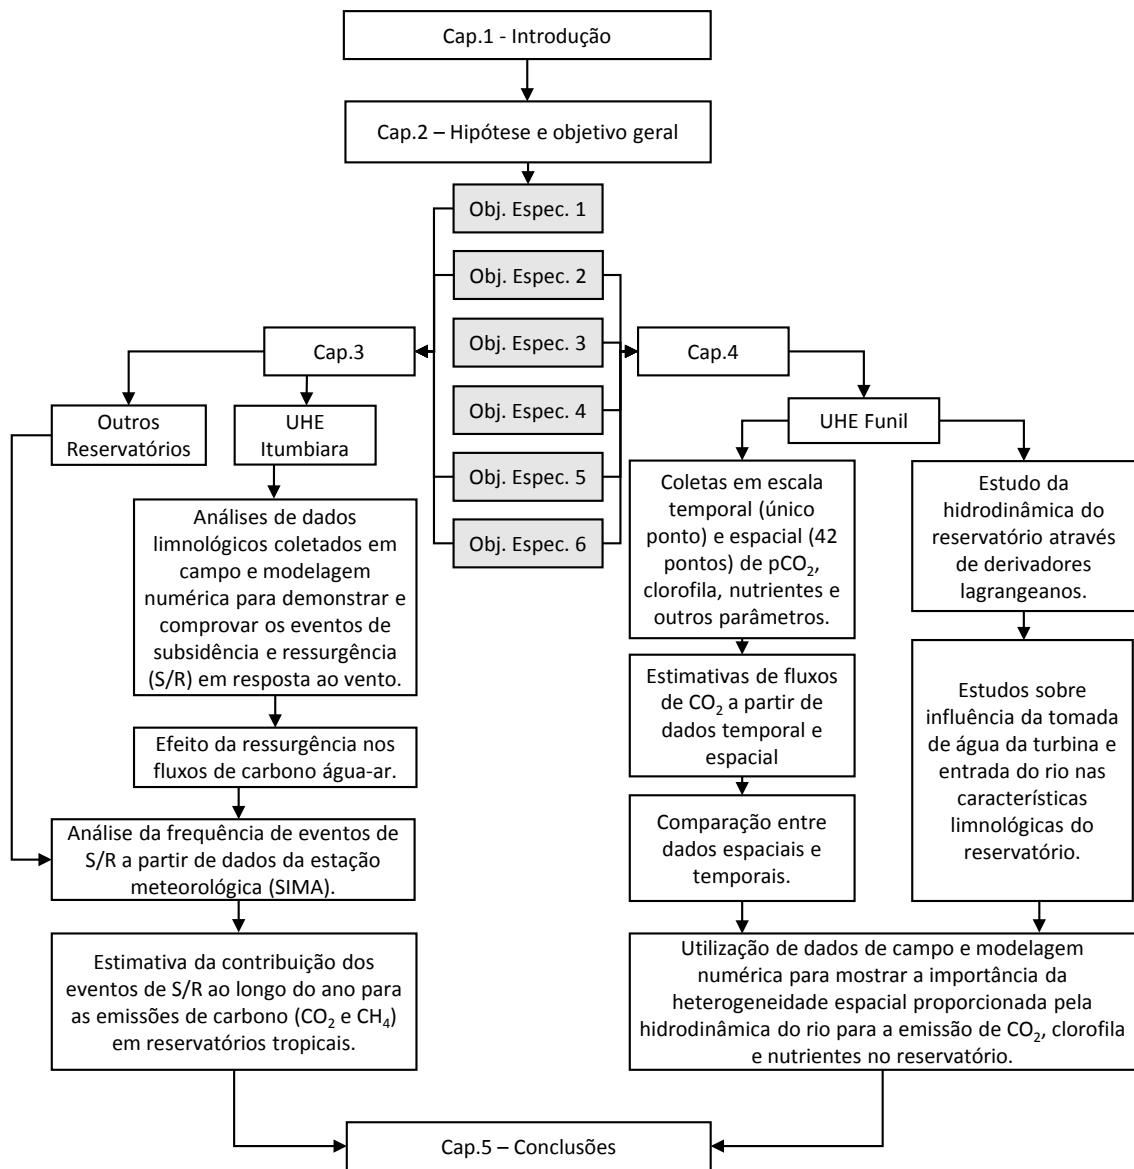 Cap.1 - Introdução
Cap.2 – Hipótese e objetivo geral
Obj. Espec. 1
Obj. Espec. 2
Obj. Espec. 3
Obj. Espec. 4
Obj. Espec. 5
Obj. Espec. 6
Cap.3
Outros
Reservatórios
UHE
Itumbiara
Análises de dados
limnológicos coletados em
campo e modelagem
numérica para demonstrar e
comprovar os eventos de
subsidência e ressurgência
(S/R) em resposta ao vento.
Efeito da ressurgência nos
fluxos de carbono água-ar.
Análise da frequência de eventos de
S/R a partir de dados da estação
meteorológica (SIMA).
Estimativa da contribuição dos
eventos de S/R ao longo do ano para
as emissões de carbono (CO₂ e CH₄)
em reservatórios tropicais.
Cap.4
UHE Funil
Coletas em escala
temporal (único
ponto) e espacial (42
pontos) de pCO₂,
clorofila, nutrientes e
outros parâmetros.
Estimativas de fluxos
de CO₂ a partir de
dados temporal e
espacial
Comparação entre
dados espaciais e
temporais.
Estudo da
hidrodinâmica do
reservatório através
de derivadores
lagrangeanos.
Estudos sobre
influência da tomada
de água da turbina e
entrada do rio nas
características
limnológicas do
reservatório.
Utilização de dados de campo e modelagem
numérica para mostrar a importância da
heterogeneidade espacial proporcionada pela
hidrodinâmica do rio para a emissão de CO₂, clorofila
e nutrientes no reservatório.
Cap.5 – Conclusões